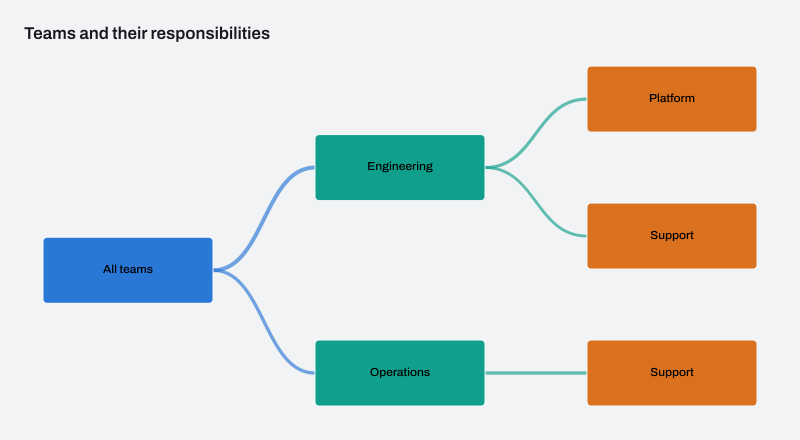 Teams and their responsibilities
All teams
Engineering
Platform
Support
Operations
Support